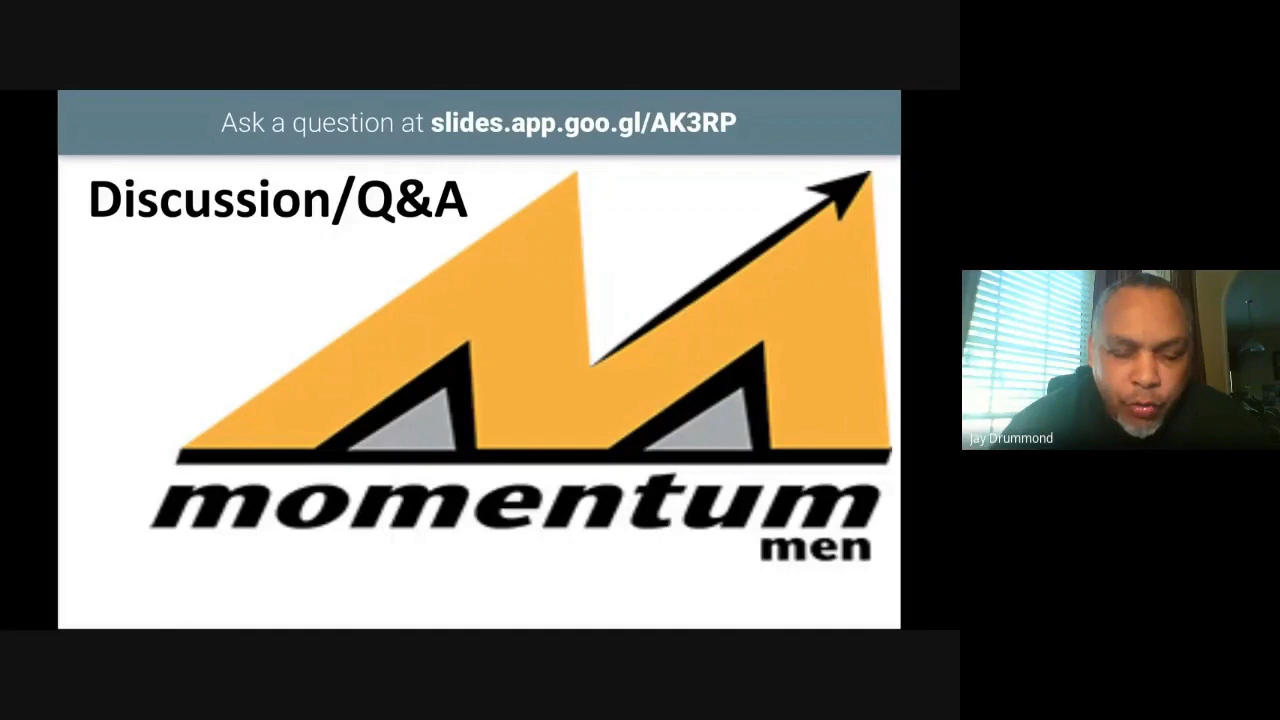 Ask a question at slides.app.goo.gl/AK3RP
Discussion/Q&A
momentum
men
Jay Drummond